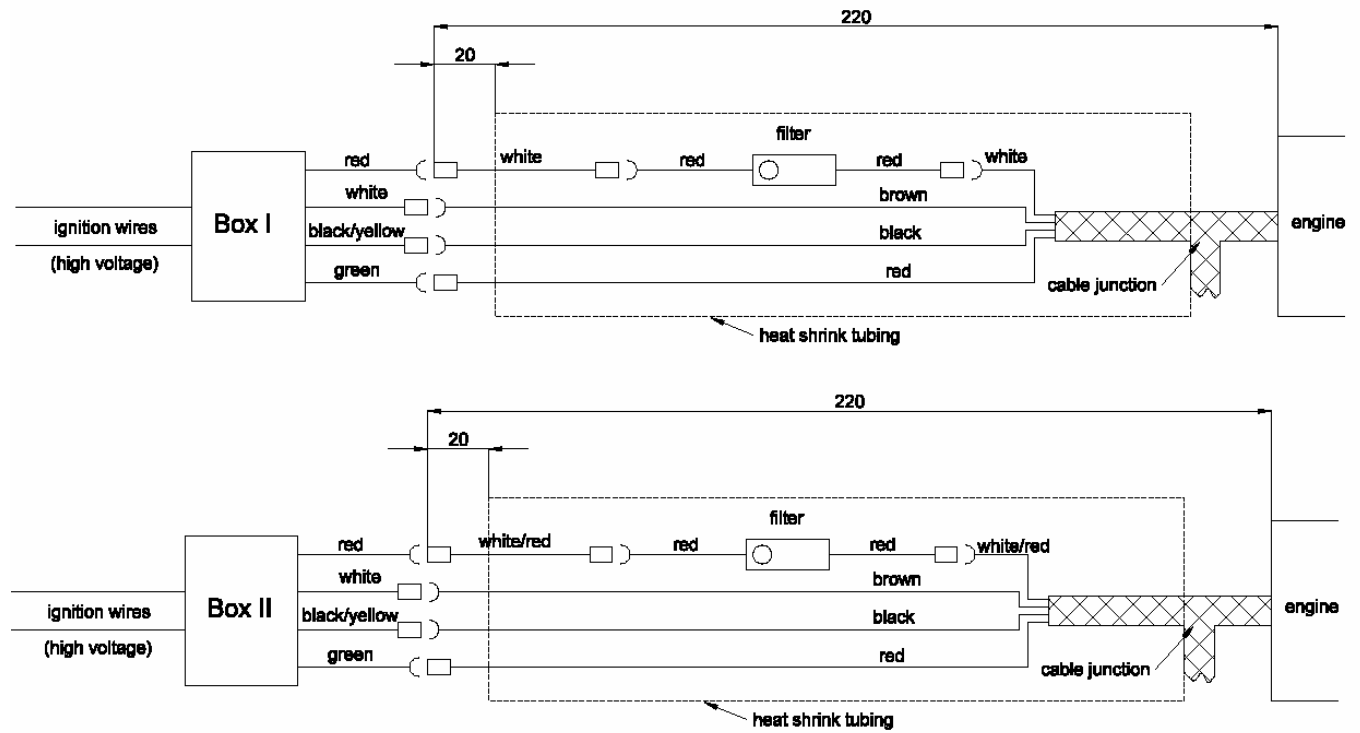 220
20
filter
red
white
red
red
white
white
brown
Box I
ignition wires
(high voltage)
black/yellow
black
engine
green
red
cable junction
heat shrink tubing
220
20
filter
red
white/red
red
red
white/red
white
brown
Box II
ignition wires
(high voltage)
black/yellow
black
engine
green
red
cable junction
heat shrink tubing